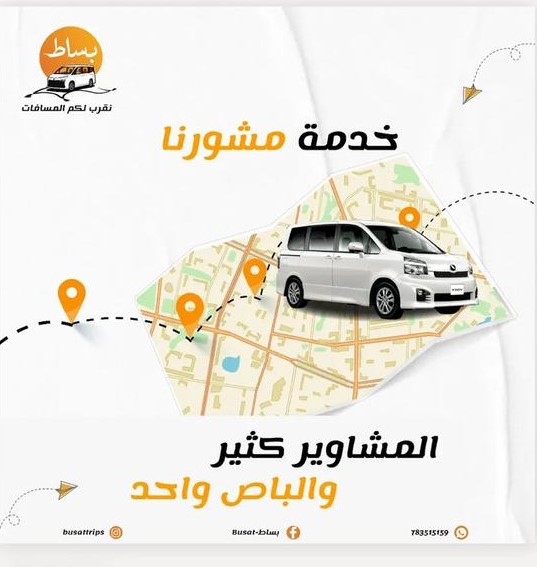 بساط
نقرب لكم المسافات
خدمة مشورنا
المشاوير كثير
والباص واحد
busattrips
Busat-بساط
783515159